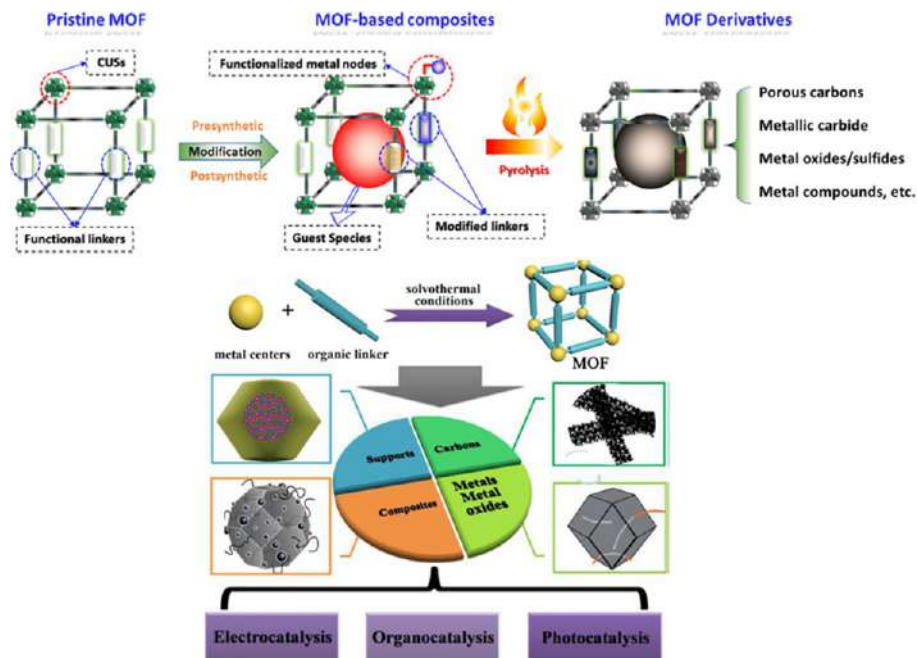 Pristine MOF
MOF-based composites
MOF Derivatives
CUSs
Functionalized metal nodes
Presynthetic
Modification
Postsynthetic
Pyrolysis
Porous carbons
Metallic carbide
Metal oxides/sulfides
Metal compounds, etc.
Functional linkers
Guest Species
Modified linkers
solvothermal
conditions
+
metal centers
organic linker
MOF
Supports
Carbons
Composites
Metals
Metal
oxides
Electrocatalysis
Organocatalysis
Photocatalysis